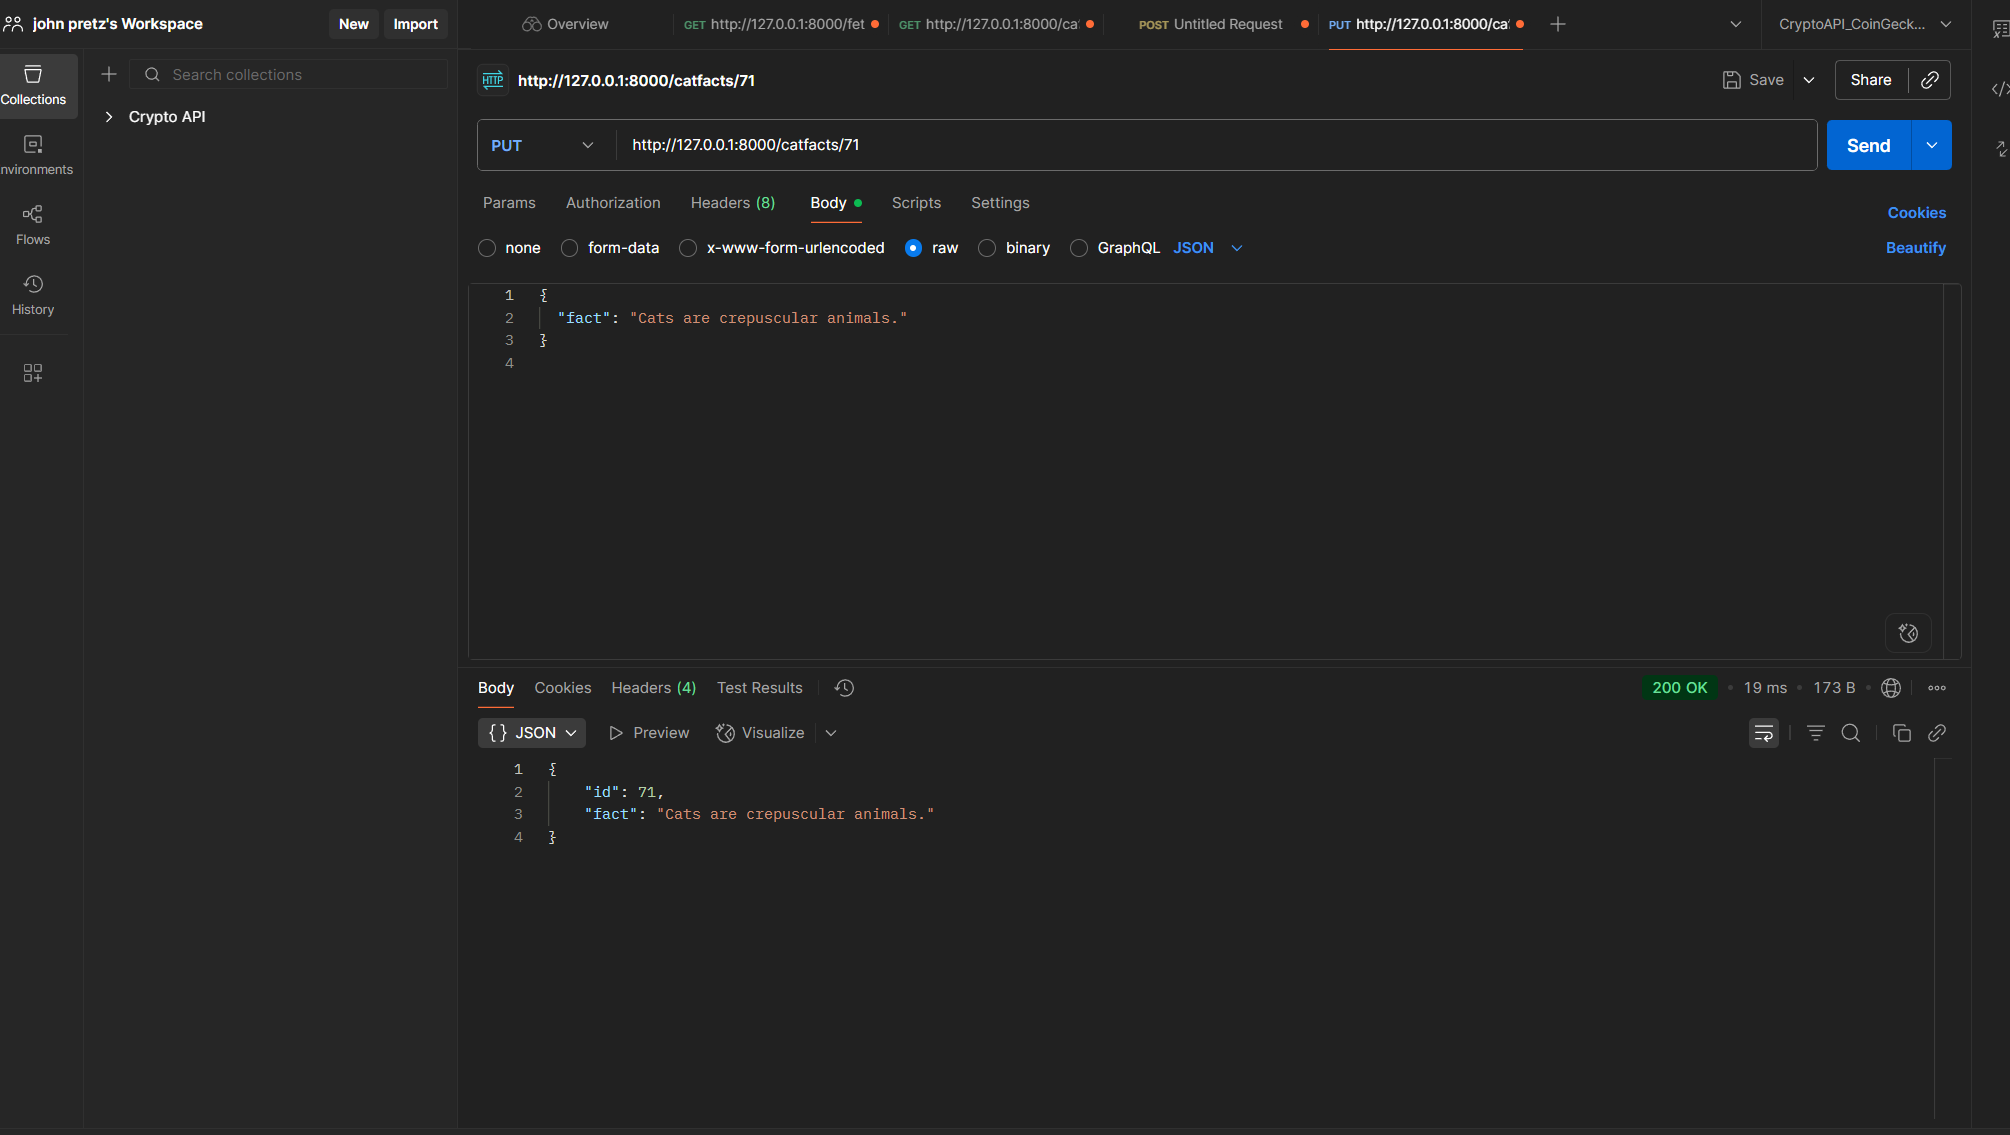 john pretz's Workspace
New
Import
Overview
GET http://127.0.0.1:8000/fet
GET http://127.0.0.1:8000/ca
POST Untitled Request
PUT http://127.0.0.1:8000/ca
CryptoAPI_CoinGeck...
Collections
nvironments
Flows
History
Search collections
Crypto API
HTTP
http://127.0.0.1:8000/catfacts/71
Save
Share
PUT
http://127.0.0.1:8000/catfacts/71
Send
Params
Authorization
Headers (8)
Body
Scripts
Settings
Cookies
none
form-data
x-www-form-urlencoded
raw
binary
GraphQL
JSON
Beautify
1 {
2 "fact": "Cats are crepuscular animals."
3 }
4
Body
Cookies
Headers (4)
Test Results
200 OK
19 ms
173 B
{} JSON
Preview
Visualize
1 {
2 "id": 71,
3 "fact": "Cats are crepuscular animals."
4 }